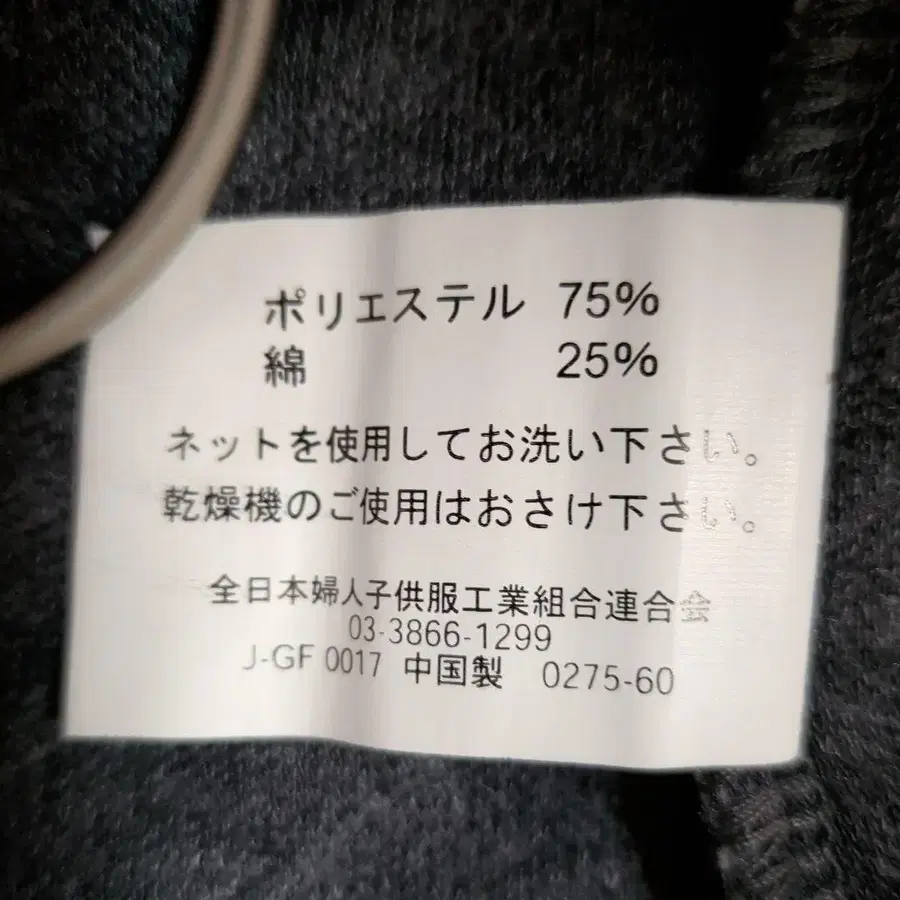 ポリエステル 75%
綿 25%
ネットを使用してお洗い下さい。
乾燥機のご使用はおさけ下さい。
全日本婦人子供服工業組合連合会
03-3866-1299
J-GF 0017 中国製 0275-60